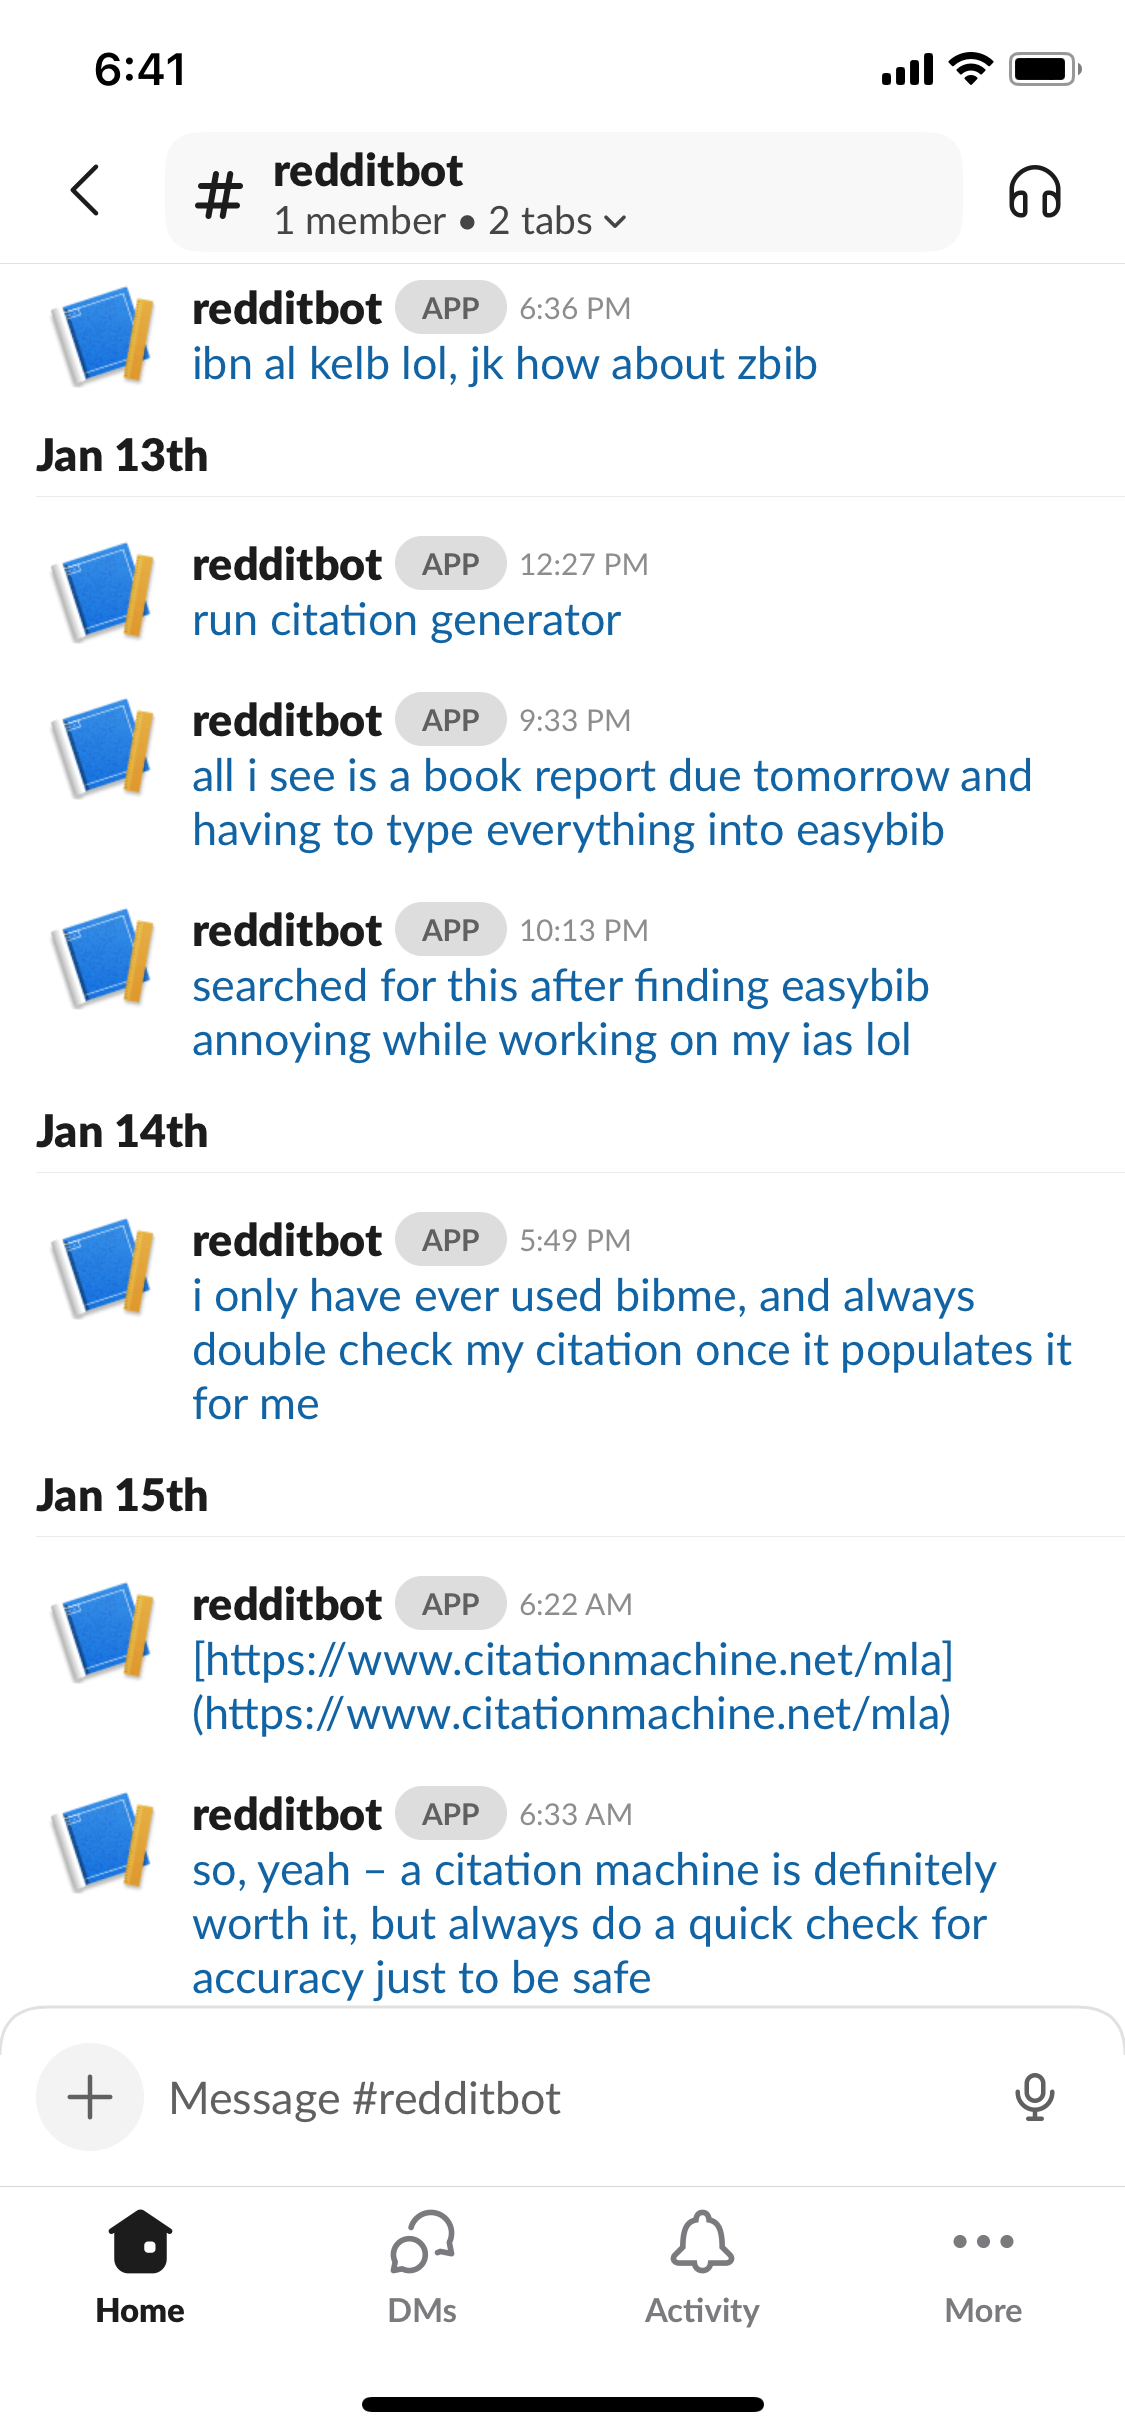 6:41
# redditbot
1 member • 2 tabs
redditbot APP 6:36 PM
ibn al kelb lol, jk how about zbib
Jan 13th
redditbot APP 12:27 PM
run citation generator
redditbot APP 9:33 PM
all i see is a book report due tomorrow and
having to type everything into easybib
redditbot APP 10:13 PM
searched for this after finding easybib
annoying while working on my ias lol
Jan 14th
redditbot APP 5:49 PM
i only have ever used bibme, and always
double check my citation once it populates it
for me
Jan 15th
redditbot APP 6:22 AM
[https://www.citationmachine.net/mla]
(https://www.citationmachine.net/mla)
redditbot APP 6:33 AM
so, yeah – a citation machine is definitely
worth it, but always do a quick check for
accuracy just to be safe
Message #redditbot
Home DMs Activity More